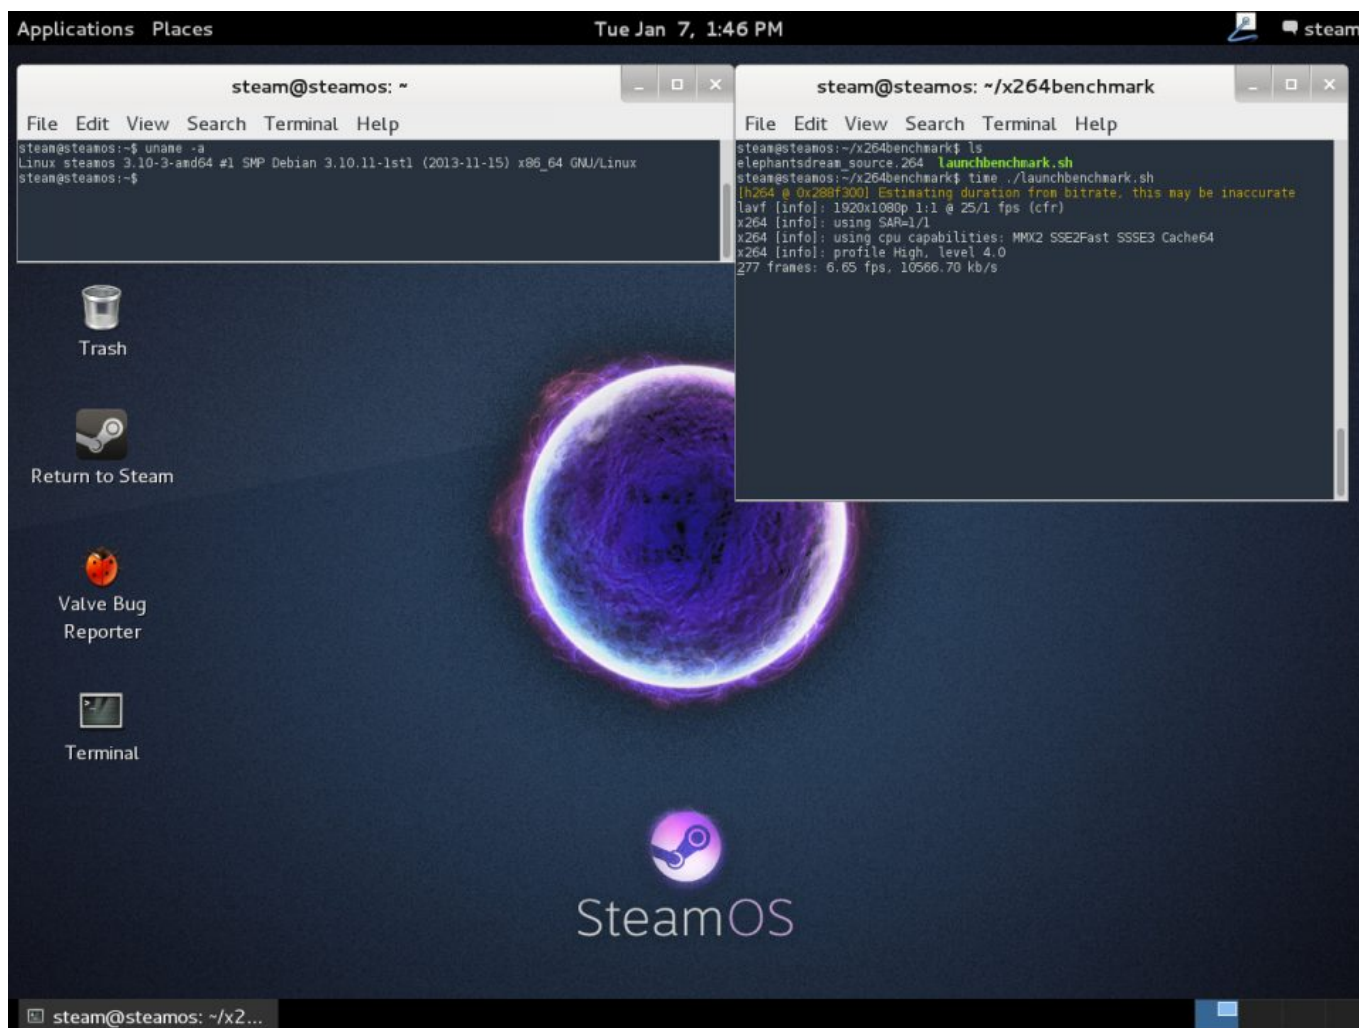 Applications Places Tue Jan 7, 1:46 PM steam
steam@steamos: ~
File Edit View Search Terminal Help
steam@steamos:~$ uname -a
Linux steamos 3.10-3-amd64 #1 SMP Debian 3.10.11-1st1 (2013-11-15) x86_64 GNU/Linux
steam@steamos:~$
steam@steamos: ~/x264benchmark
File Edit View Search Terminal Help
steam@steamos:~/x264benchmark$ ls
elephantsdream_source.264 launchbenchmark.sh
steam@steamos:~/x264benchmark$ time ./launchbenchmark.sh
[h264 @ 0x288f300] Estimating duration from bitrate, this may be inaccurate
lavf [info]: 1920x1080p 1:1 @ 25/1 fps (cfr)
x264 [info]: using SAR=1/1
x264 [info]: using cpu capabilities: MMX2 SSE2Fast SSSE3 Cache64
x264 [info]: profile High, level 4.0
277 frames: 6.65 fps, 10566.70 kb/s
Trash
Return to Steam
Valve Bug
Reporter
Terminal
SteamOS
steam@steamos: ~/x2...